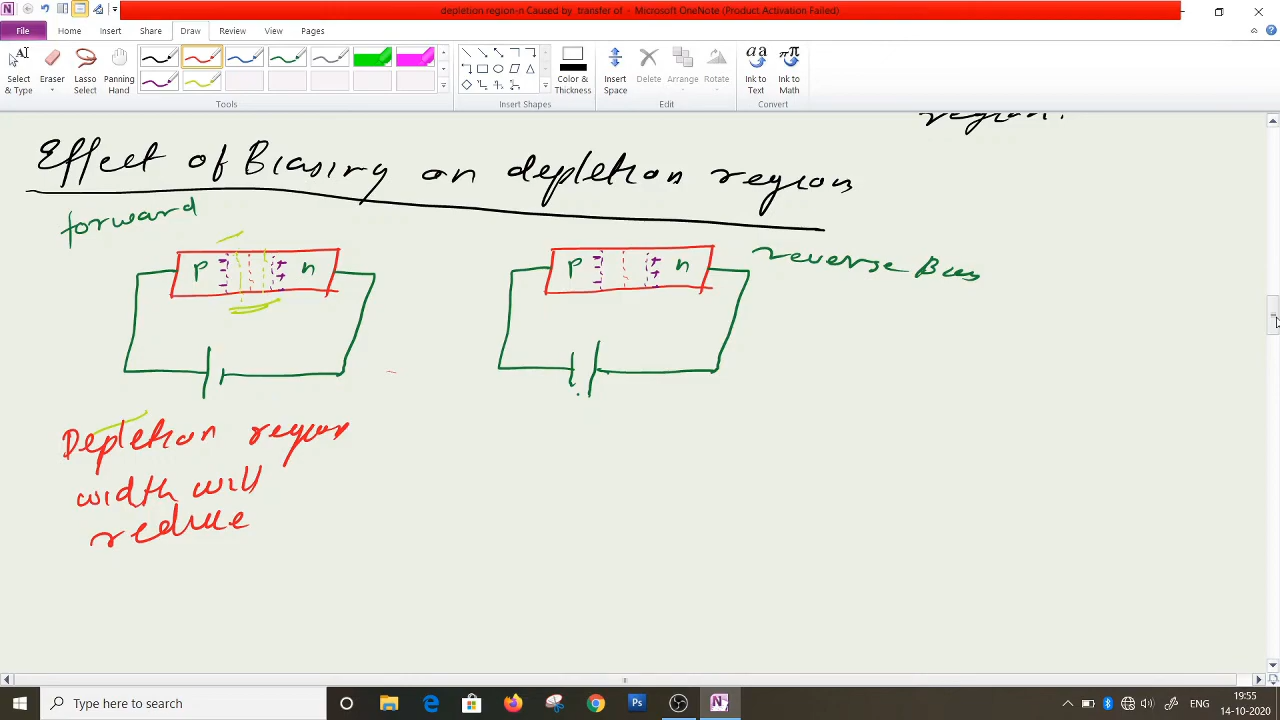 depletion region-n Caused by transfer of - Microsoft OneNote (Product Activation Failed)
File Home Insert Share Draw Review View Pages
Select & Type
Eraser
Lasso Select
Panning Hand
Color & Thickness
Insert Space
Delete
Arrange
Rotate
Ink to Text
Ink to Math
Tools
Insert Shapes
Edit
Convert
region.
Effect of Biasing on depletion region
forward
p n
p n
reverse Bias
Depletion region
width will
reduce
Type here to search
ENG
19:55
14-10-2020